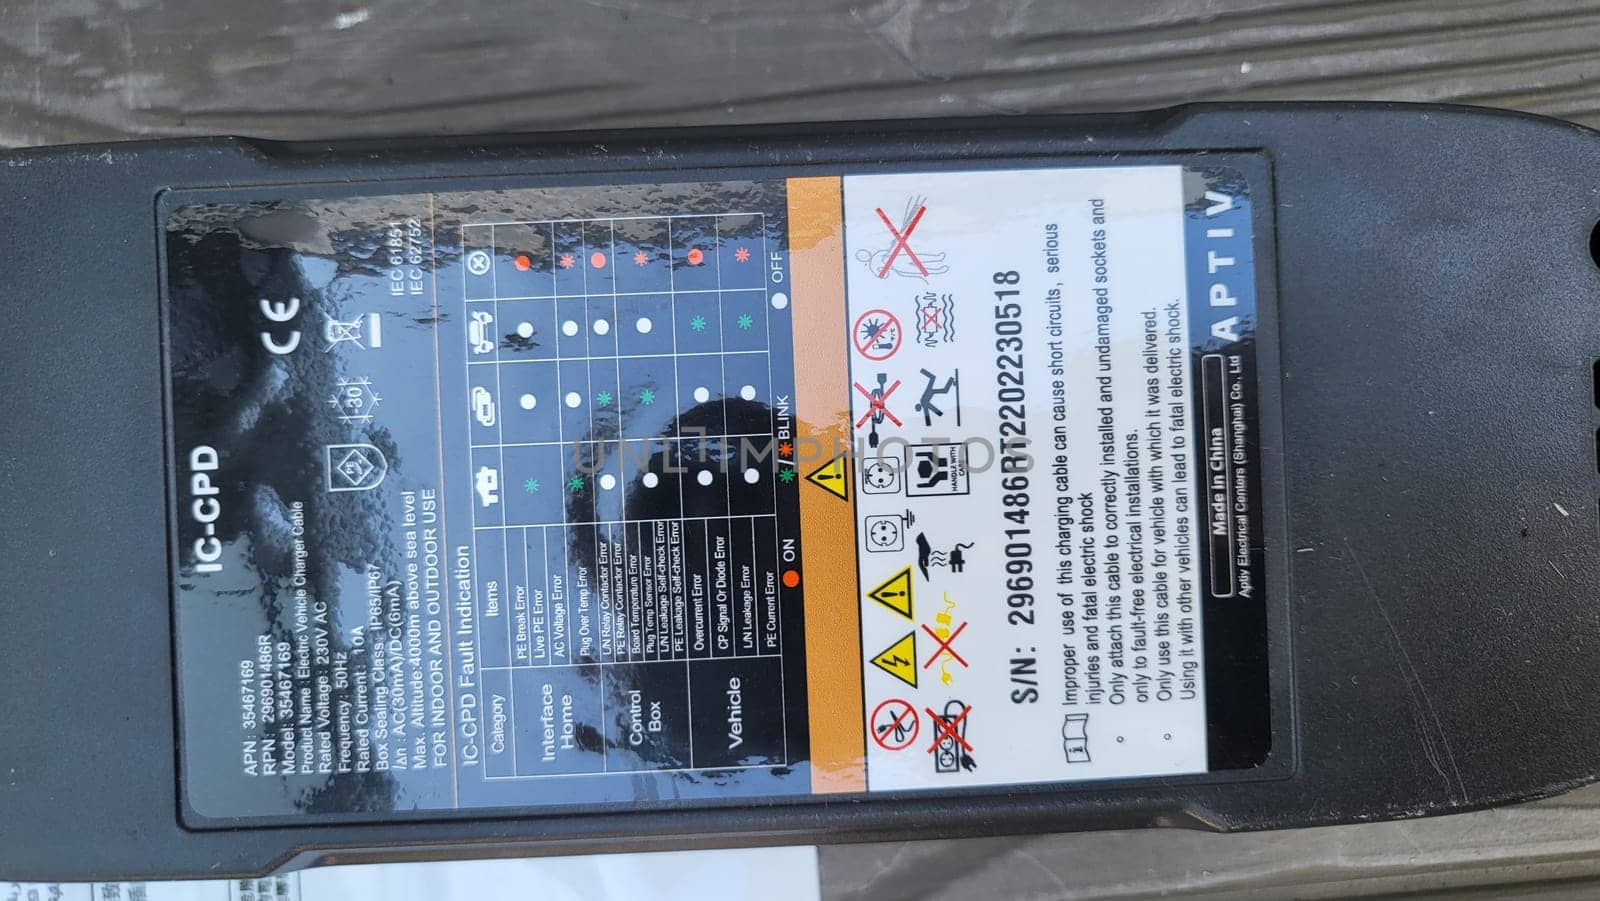 IC-CPD
CE
APN : 35467169
RPN : 296901486R
Model : 35467169
Product Name : Electric Vehicle Charger Cable
Rated Voltage : 230V AC
Frequency : 50Hz
Rated Current : 10A
Box Sealing Class : IP65/IP67
I∆n : AC(30mA)/DC(6mA)
Max. Altitude:4000m above sea level
FOR INDOOR AND OUTDOOR USE
PE
-30
IEC 61851
IEC 62752
IC-CPD Fault Indication
Category
Items
Interface Home
PE Break Error
Live PE Error
AC Voltage Error
Plug Over Temp Error
Control Box
L/N Relay Contactor Error
PE Relay Contactor Error
Board Temperature Error
Plug Temp Sensor Error
L/N Leakage Self-check Error
PE Leakage Self-check Error
Vehicle
Overcurrent Error
CP Signal Or Diode Error
L/N Leakage Error
PE Current Error
ON
/ BLINK
OFF
HANDLE WITH CARE
S/N: 296901486RT2202230518
Improper use of this charging cable can cause short circuits, serious
injuries and fatal electric shock
° Only attach this cable to correctly installed and undamaged sockets and
only to fault-free electrical installations.
° Only use this cable for vehicle with which it was delivered.
Using it with other vehicles can lead to fatal electric shock.
Made In China
Aptiv Electrical Centers (Shanghai) Co., Ltd
APTIV